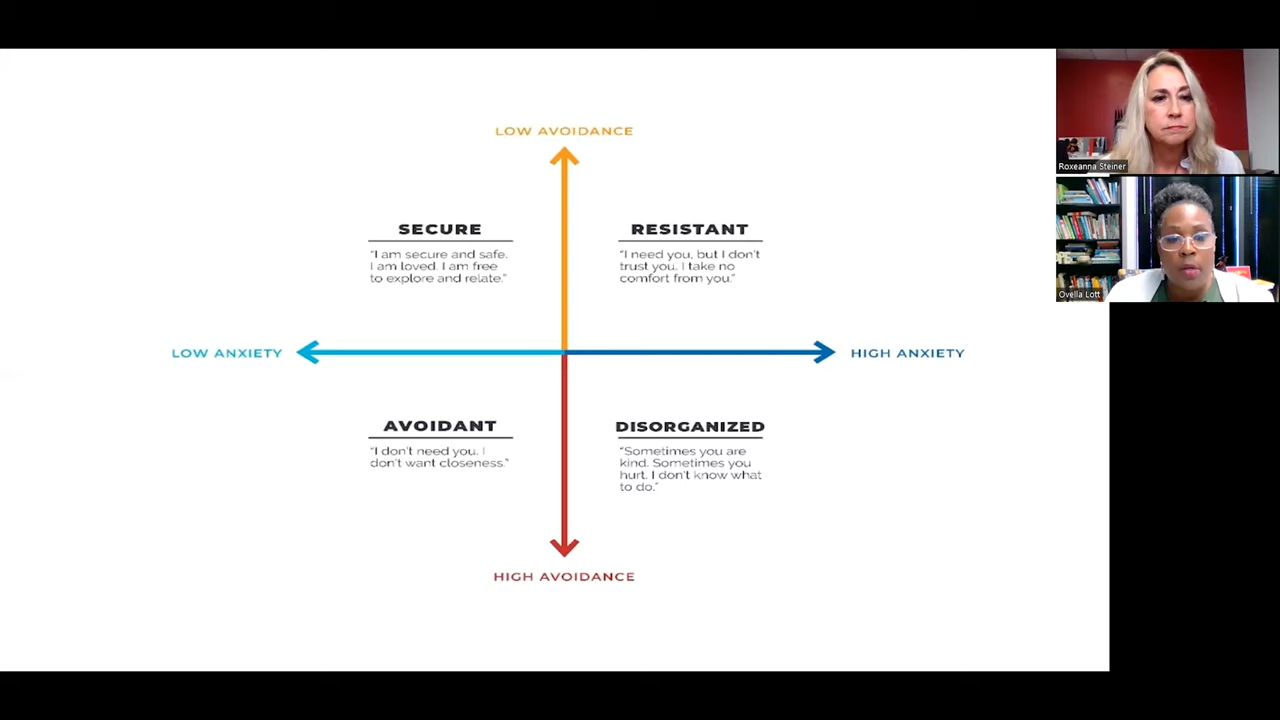 LOW AVOIDANCE
SECURE
“I am secure and safe.
I am loved. I am free
to explore and relate.”
RESISTANT
“I need you, but I don’t
trust you. I take no
comfort from you.”
LOW ANXIETY
HIGH ANXIETY
AVOIDANT
“I don’t need you. I
don’t want closeness.”
DISORGANIZED
“Sometimes you are
kind. Sometimes you
hurt. I don’t know what
to do.”
HIGH AVOIDANCE
Roxeanna Steiner
Ovella Lott